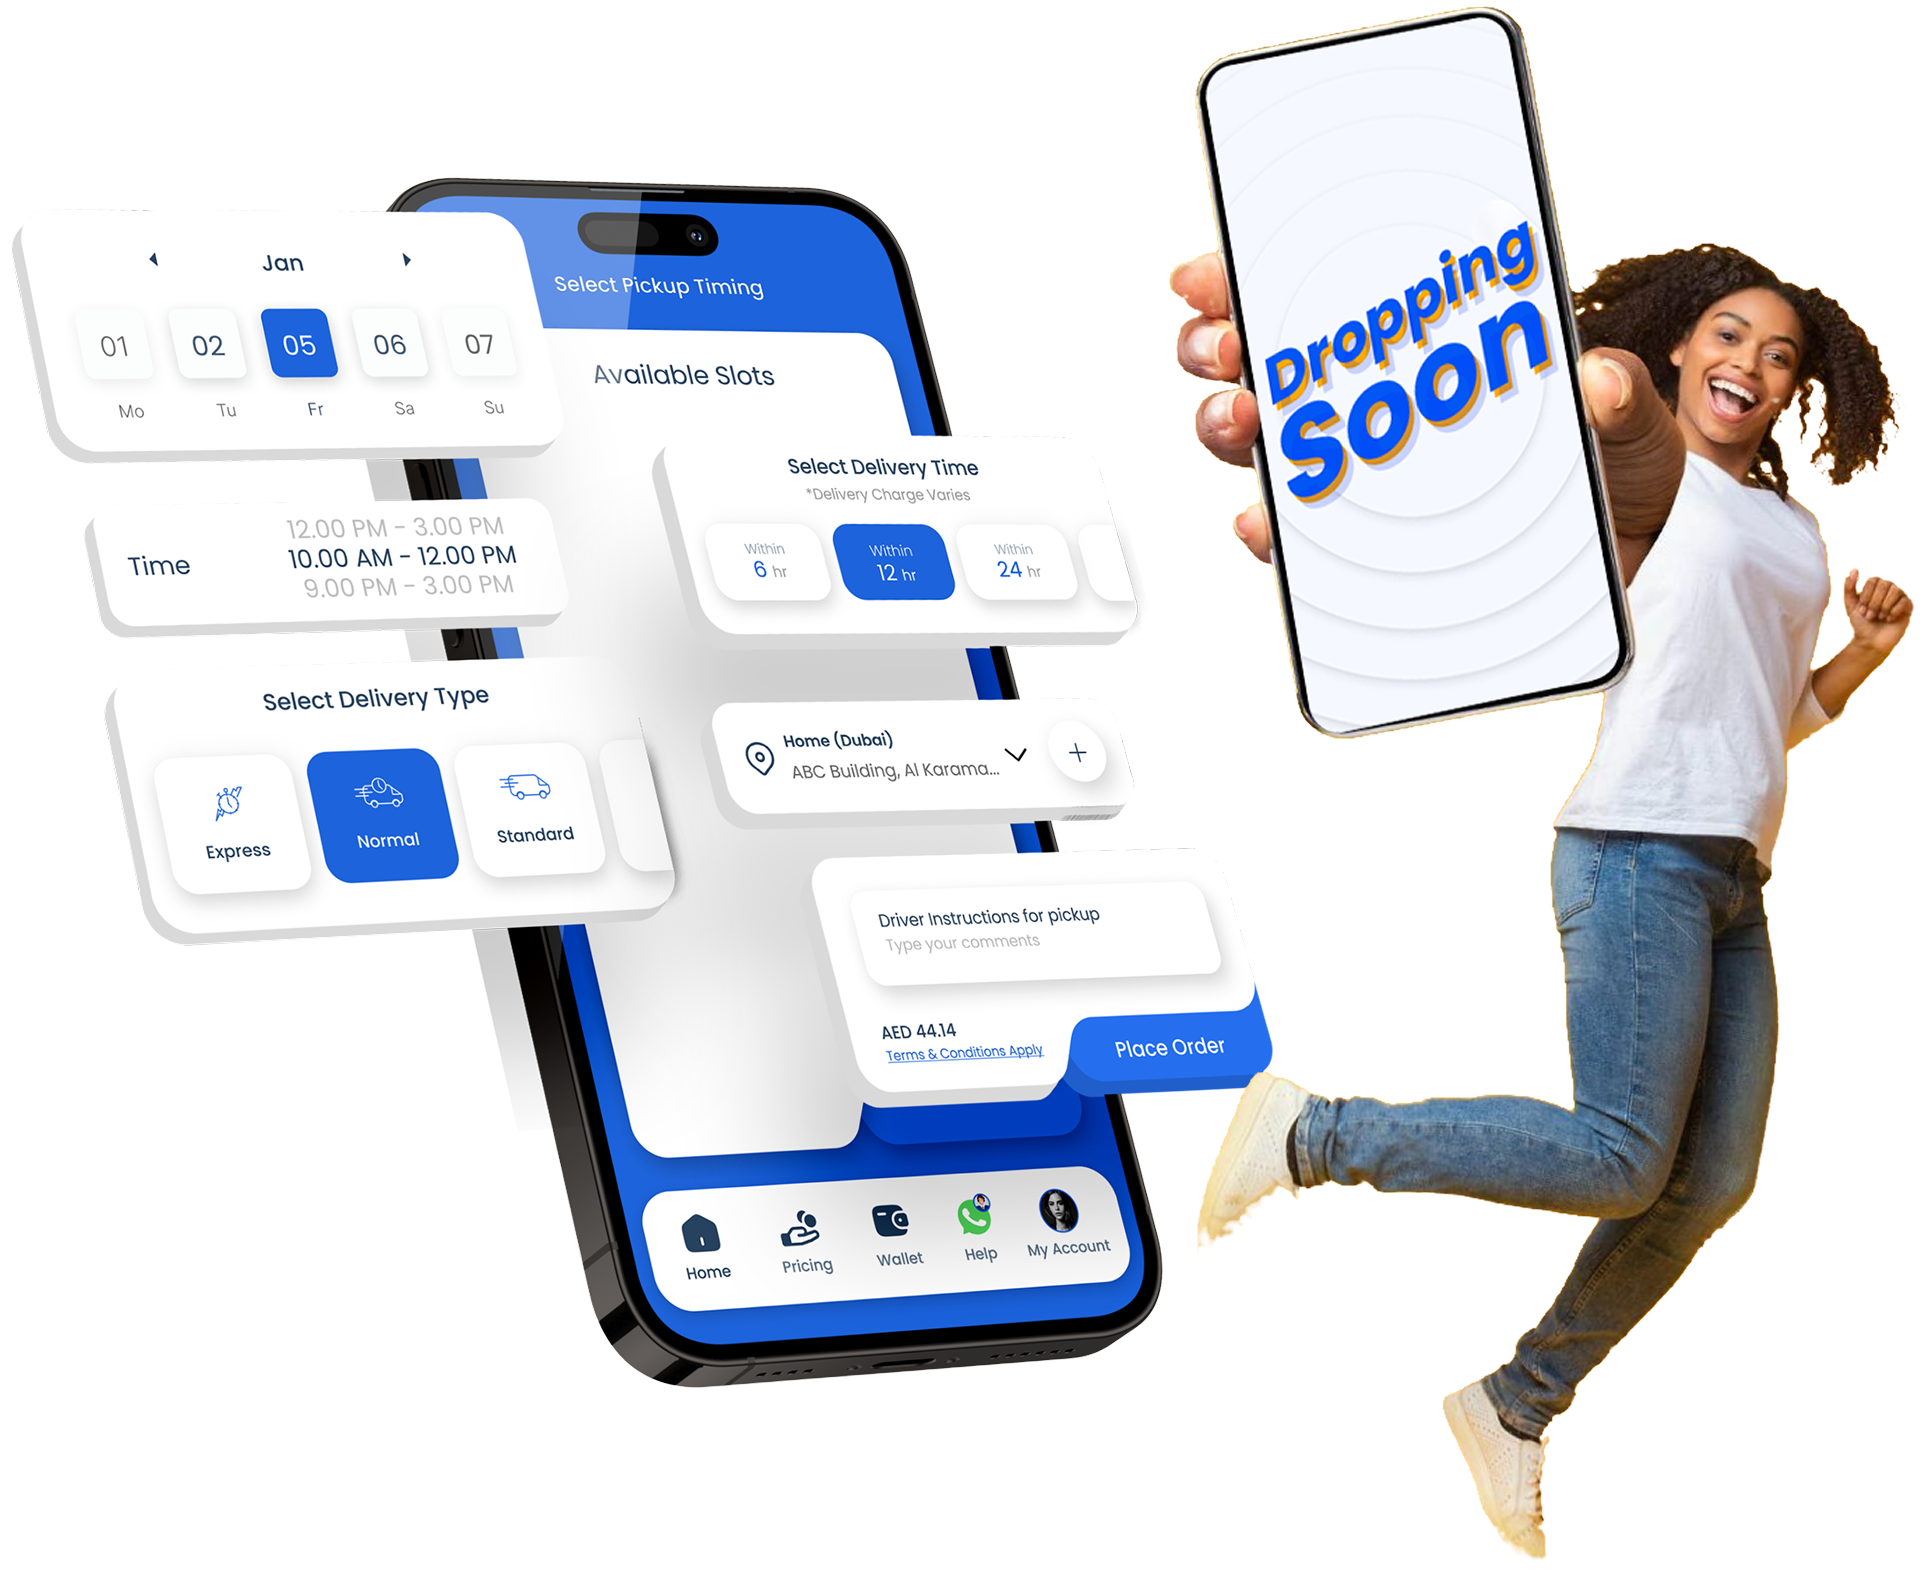 Jan
01 02 05 06 07
Mo Tu Fr Sa Su
Select Pickup Timing
Available Slots
Time
12.00 PM - 3.00 PM
10.00 AM - 12.00 PM
9.00 PM - 3.00 PM
Select Delivery Time
*Delivery Charge Varies
Within Within Within
6 hr 12 hr 24 hr
Select Delivery Type
Express Normal Standard
Home (Dubai)
ABC Building, Al Karama...
Driver Instructions for pickup
Type your comments
AED 44.14
Terms & Conditions Apply
Place Order
Home Pricing Wallet Help My Account
Dropping
Soon